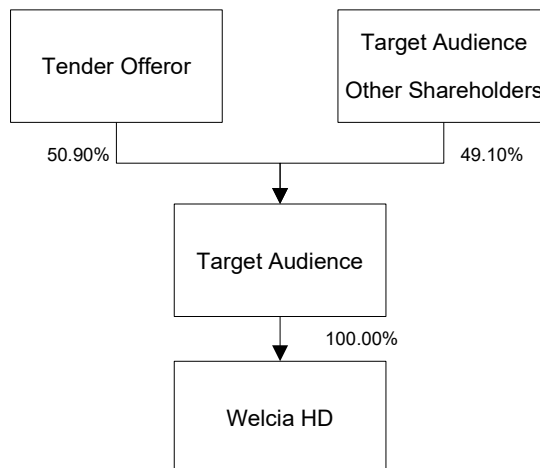 Tender Offeror
Target Audience
Other Shareholders
50.90%
49.10%
Target Audience
100.00%
Welcia HD